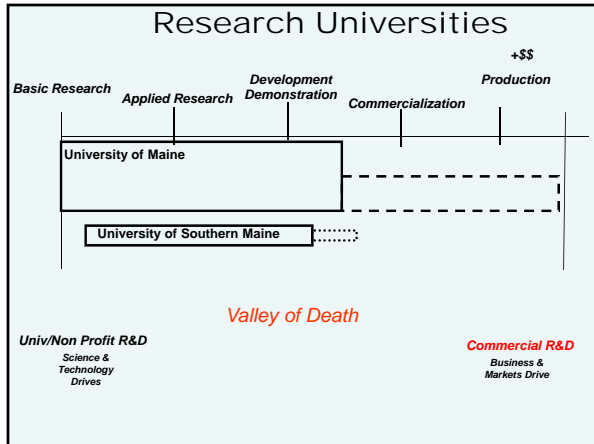 Research Universities
+$$
Basic Research
Applied Research
Development
Demonstration
Commercialization
Production
University of Maine
University of Southern Maine
Valley of Death
Univ/Non Profit R&D
Science &
Technology
Drives
Commercial R&D
Business &
Markets Drive